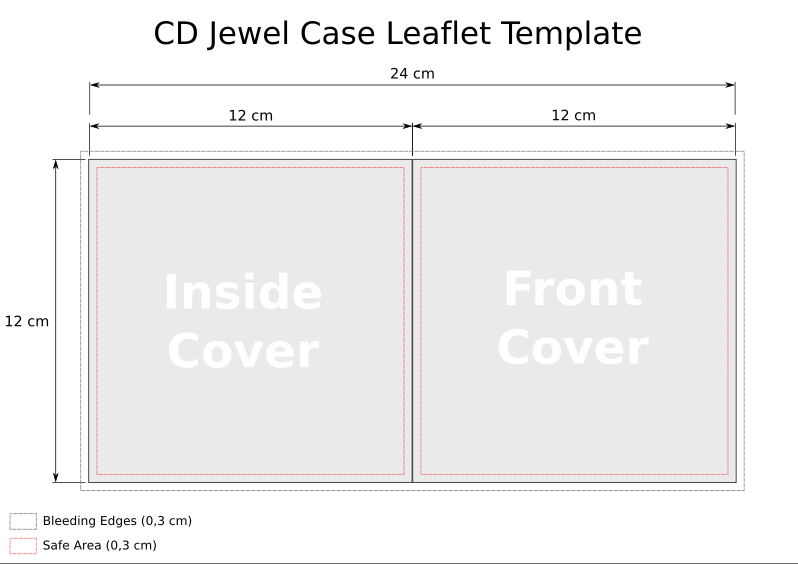 CD Jewel Case Leaflet Template
24 cm
12 cm
12 cm
12 cm
Inside
Cover
Front
Cover
Bleeding Edges (0,3 cm)
Safe Area (0,3 cm)